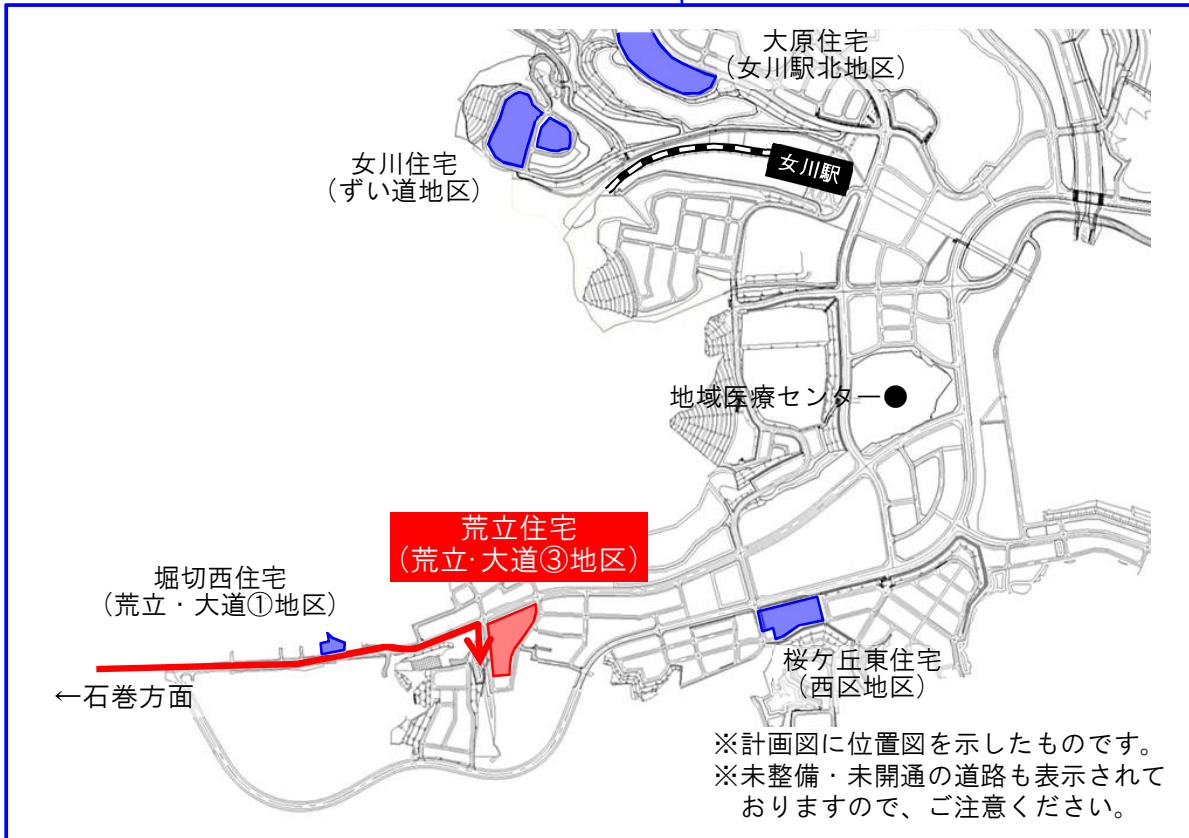 大原住宅
（女川駅北地区）
女川住宅
（ずい道地区）
女川駅
地域医療センター●
荒立住宅
（荒立･大道③地区）
堀切西住宅
（荒立・大道①地区）
←石巻方面
桜ケ丘東住宅
（西区地区）
※計画図に位置図を示したものです。
※未整備・未開通の道路も表示されて
おりますので、ご注意ください。